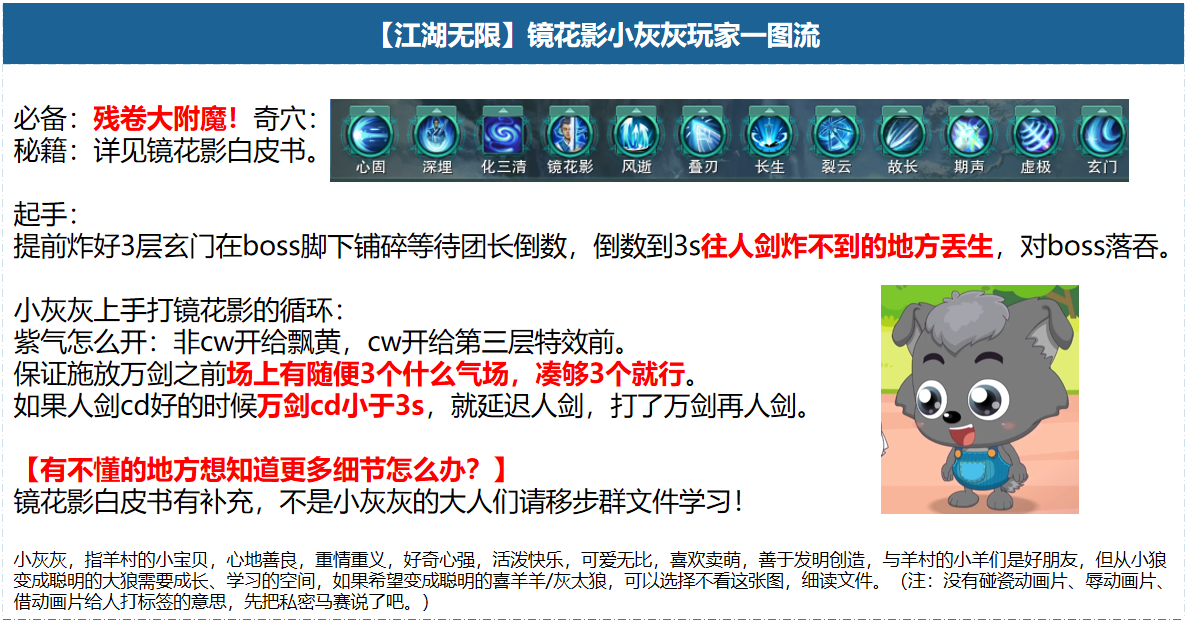 【江湖无限】镜花影小灰灰玩家一图流
必备：残卷大附魔！奇穴：
秘籍：详见镜花影白皮书。
心固 深埋 化三清 镜花影 风逝 叠刃 长生 裂云 故长 期声 虚极 玄门
起手：
提前炸好3层玄门在boss脚下铺碎等待团长倒数，倒数到3s往人剑炸不到的地方丢生，对boss落吞。
小灰灰上手打镜花影的循环：
紫气怎么开：非cw开给飘黄，cw开给第三层特效前。
保证施放万剑之前场上有随便3个什么气场，凑够3个就行。
如果人剑cd好的时候万剑cd小于3s，就延迟人剑，打了万剑再人剑。
【有不懂的地方想知道更多细节怎么办？】
镜花影白皮书有补充，不是小灰灰的大人们请移步群文件学习！
小灰灰，指羊村的小宝贝，心地善良，重情重义，好奇心强，活泼快乐，可爱无比，喜欢卖萌，善于发明创造，与羊村的小羊们是好朋友，但从小狼
变成聪明的大狼需要成长、学习的空间，如果希望变成聪明的喜羊羊/灰太狼，可以选择不看这张图，细读文件。（注：没有碰瓷动画片、辱动画片、
借动画片给人打标签的意思，先把私密马赛说了吧。）